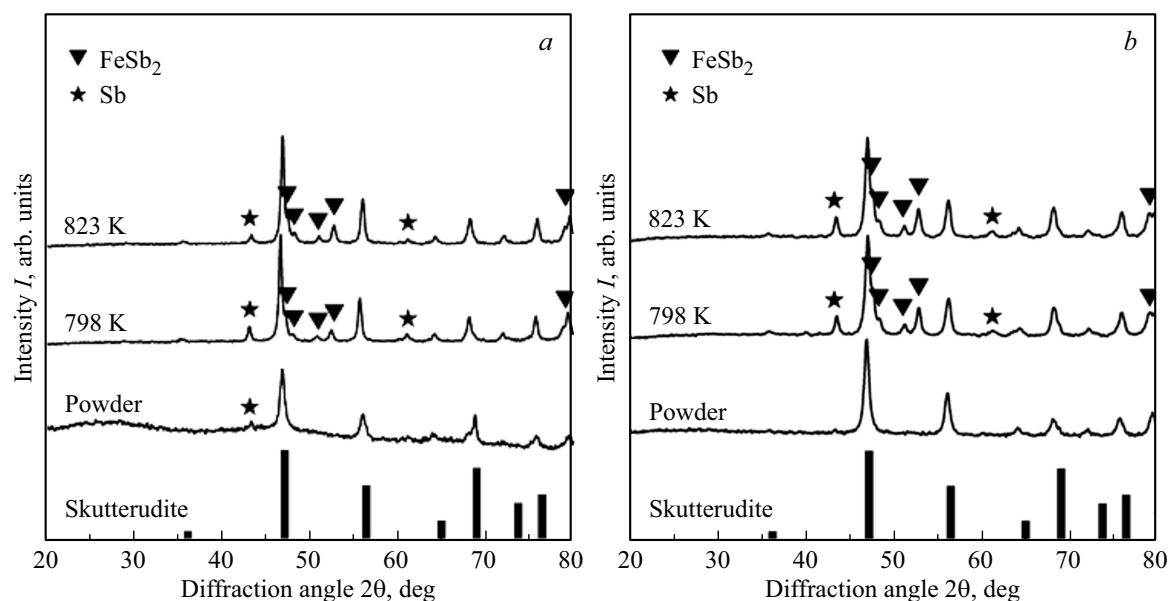 a
FeSb2
Sb
823 K
798 K
Powder
Skutterudite
Intensity I, arb. units
20 30 40 50 60 70 80
Diffraction angle 2θ, deg
b
FeSb2
Sb
823 K
798 K
Powder
Skutterudite
Intensity I, arb. units
20 30 40 50 60 70 80
Diffraction angle 2θ, deg